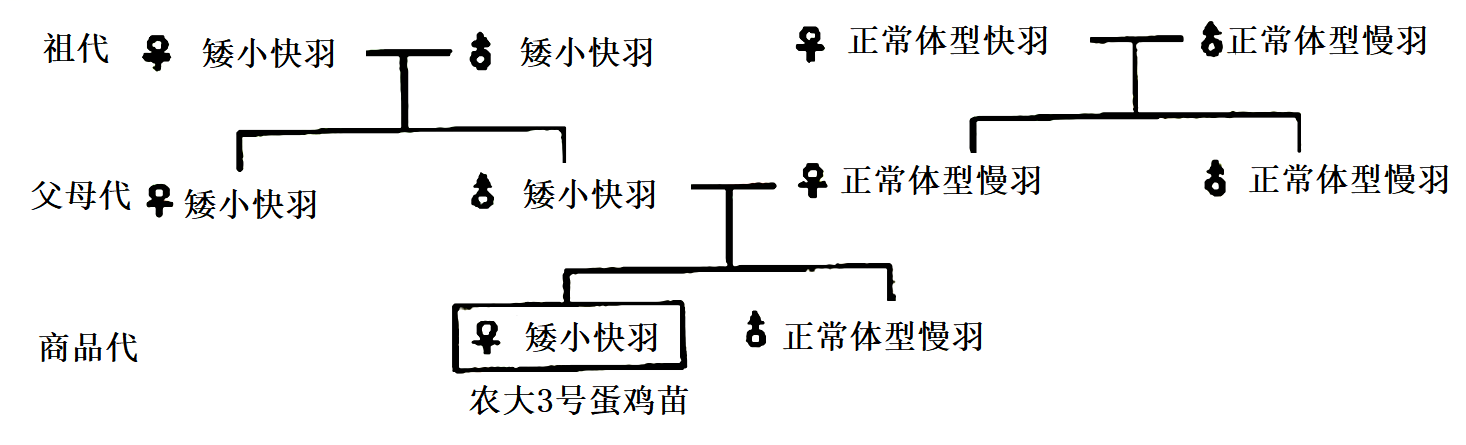 祖代 ♀ 矮小快羽 ♂ 矮小快羽 ♀ 正常体型快羽 ♂ 正常体型慢羽
父母代 ♀ 矮小快羽 ♂ 矮小快羽 ♀ 正常体型慢羽 ♂ 正常体型慢羽
商品代 ♀ 矮小快羽 ♂ 正常体型慢羽
农大3号蛋鸡苗